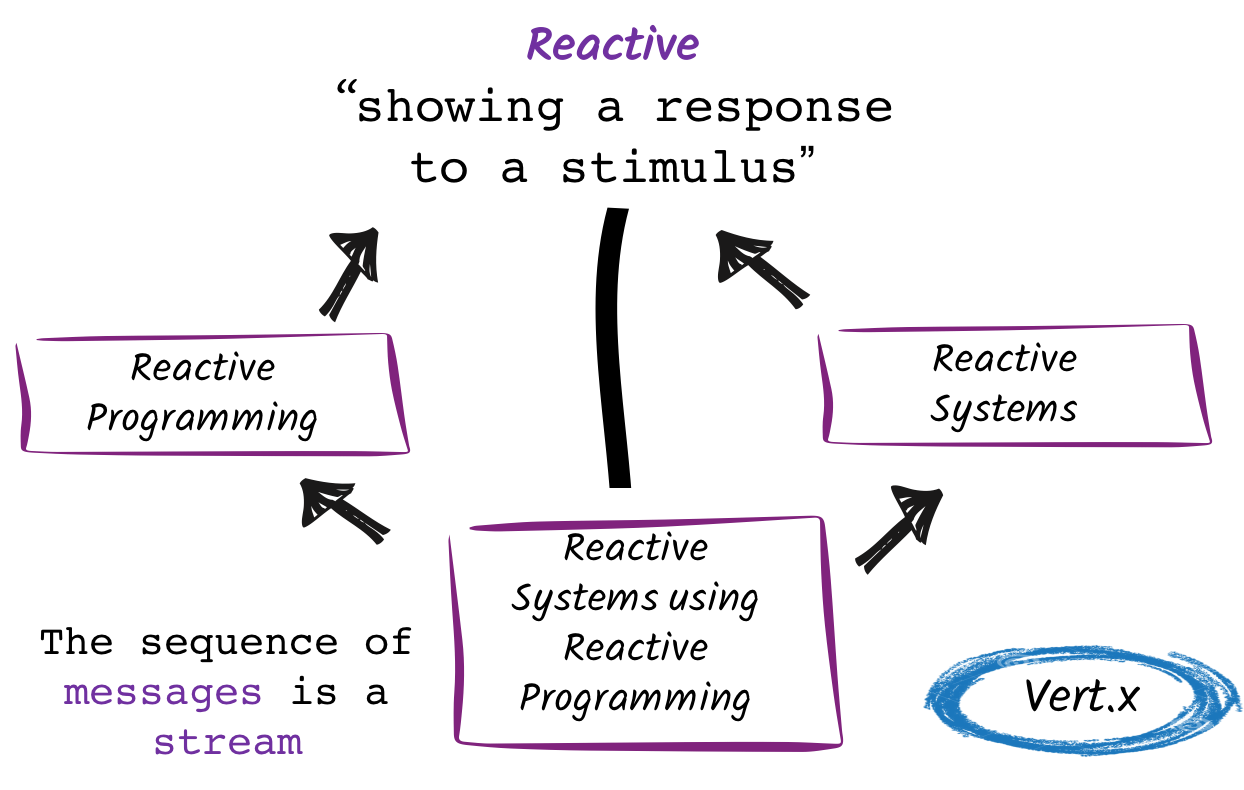 Reactive
“showing a response
to a stimulus”
Reactive
Programming
Reactive
Systems
Reactive
Systems using
Reactive
Programming
The sequence of
messages is a
stream
Vert.x